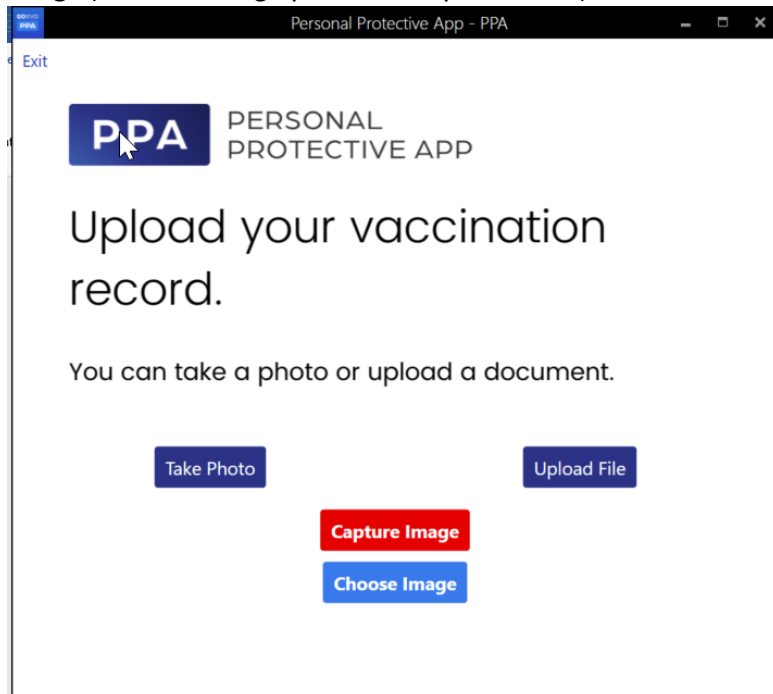 Personal Protective App - PPA
Exit
PPA
PERSONAL
PROTECTIVE APP
Upload your vaccination
record.
You can take a photo or upload a document.
Take Photo
Upload File
Capture Image
Choose Image